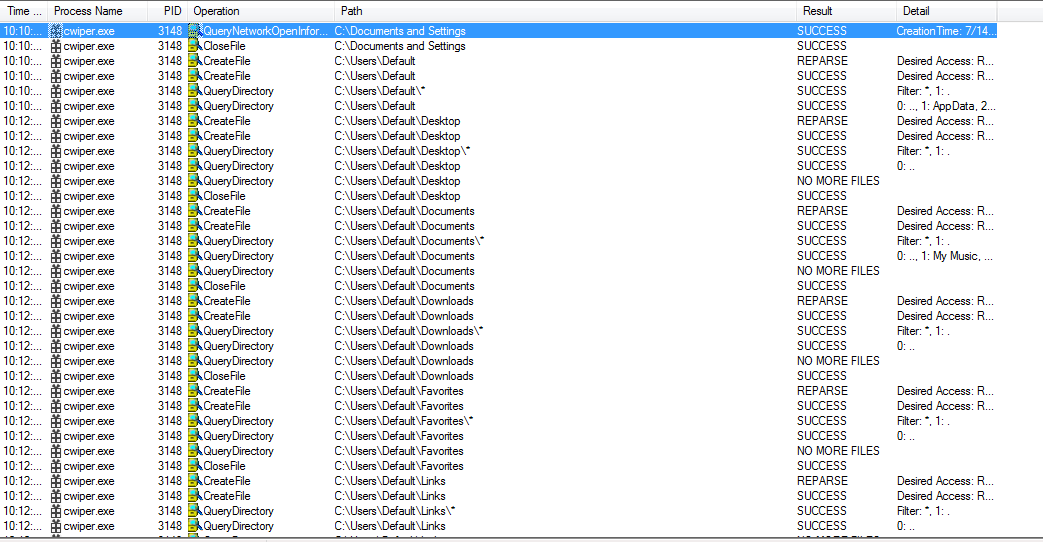 Time ... Process Name PID Operation Path Result Detail
10:10:... cwiper.exe 3148 QueryNetworkOpenInfor... C:\Documents and Settings SUCCESS CreationTime: 7/14...
10:10:... cwiper.exe 3148 CloseFile C:\Documents and Settings SUCCESS
10:10:... cwiper.exe 3148 CreateFile C:\Users\Default REPARSE Desired Access: R...
10:10:... cwiper.exe 3148 CreateFile C:\Users\Default SUCCESS Desired Access: R...
10:10:... cwiper.exe 3148 QueryDirectory C:\Users\Default\* SUCCESS Filter: *, 1: .
10:10:... cwiper.exe 3148 QueryDirectory C:\Users\Default SUCCESS 0: .., 1: AppData, 2...
10:12:... cwiper.exe 3148 CreateFile C:\Users\Default\Desktop REPARSE Desired Access: R...
10:12:... cwiper.exe 3148 CreateFile C:\Users\Default\Desktop SUCCESS Desired Access: R...
10:12:... cwiper.exe 3148 QueryDirectory C:\Users\Default\Desktop\* SUCCESS Filter: *, 1: .
10:12:... cwiper.exe 3148 QueryDirectory C:\Users\Default\Desktop SUCCESS 0: ..
10:12:... cwiper.exe 3148 QueryDirectory C:\Users\Default\Desktop NO MORE FILES
10:12:... cwiper.exe 3148 CloseFile C:\Users\Default\Desktop SUCCESS
10:12:... cwiper.exe 3148 CreateFile C:\Users\Default\Documents REPARSE Desired Access: R...
10:12:... cwiper.exe 3148 CreateFile C:\Users\Default\Documents SUCCESS Desired Access: R...
10:12:... cwiper.exe 3148 QueryDirectory C:\Users\Default\Documents\* SUCCESS Filter: *, 1: .
10:12:... cwiper.exe 3148 QueryDirectory C:\Users\Default\Documents SUCCESS 0: .., 1: My Music, ...
10:12:... cwiper.exe 3148 QueryDirectory C:\Users\Default\Documents NO MORE FILES
10:12:... cwiper.exe 3148 CloseFile C:\Users\Default\Documents SUCCESS
10:12:... cwiper.exe 3148 CreateFile C:\Users\Default\Downloads REPARSE Desired Access: R...
10:12:... cwiper.exe 3148 CreateFile C:\Users\Default\Downloads SUCCESS Desired Access: R...
10:12:... cwiper.exe 3148 QueryDirectory C:\Users\Default\Downloads\* SUCCESS Filter: *, 1: .
10:12:... cwiper.exe 3148 QueryDirectory C:\Users\Default\Downloads SUCCESS 0: ..
10:12:... cwiper.exe 3148 QueryDirectory C:\Users\Default\Downloads NO MORE FILES
10:12:... cwiper.exe 3148 CloseFile C:\Users\Default\Downloads SUCCESS
10:12:... cwiper.exe 3148 CreateFile C:\Users\Default\Favorites REPARSE Desired Access: R...
10:12:... cwiper.exe 3148 CreateFile C:\Users\Default\Favorites SUCCESS Desired Access: R...
10:12:... cwiper.exe 3148 QueryDirectory C:\Users\Default\Favorites\* SUCCESS Filter: *, 1: .
10:12:... cwiper.exe 3148 QueryDirectory C:\Users\Default\Favorites SUCCESS 0: ..
10:12:... cwiper.exe 3148 QueryDirectory C:\Users\Default\Favorites NO MORE FILES
10:12:... cwiper.exe 3148 CloseFile C:\Users\Default\Favorites SUCCESS
10:12:... cwiper.exe 3148 CreateFile C:\Users\Default\Links REPARSE Desired Access: R...
10:12:... cwiper.exe 3148 CreateFile C:\Users\Default\Links SUCCESS Desired Access: R...
10:12:... cwiper.exe 3148 QueryDirectory C:\Users\Default\Links\* SUCCESS Filter: *, 1: .
10:12:... cwiper.exe 3148 QueryDirectory C:\Users\Default\Links SUCCESS 0: ..